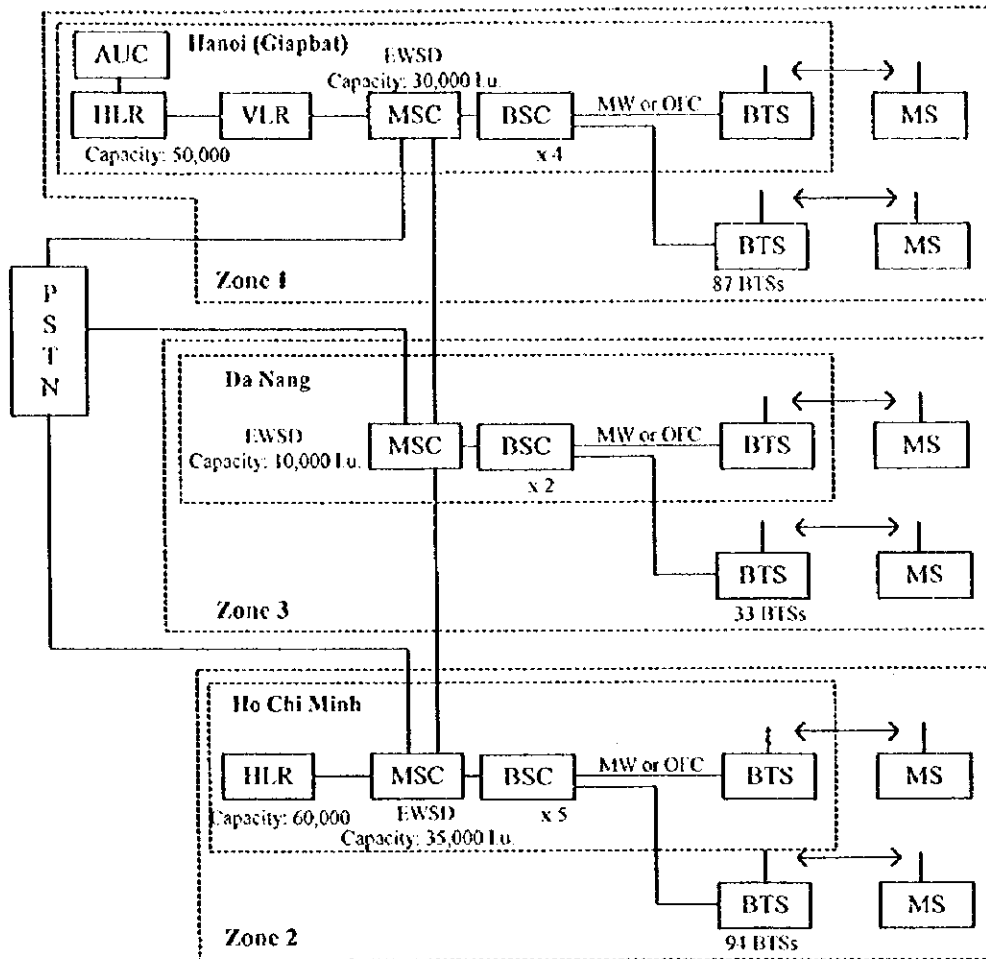 Hanoi (Giapbat)
AUC
EWSD
Capacity: 30,000 l.u.
HLR
VLR
MSC
BSC
MW or OFC
BTS
MS
Capacity: 50,000
x 4
BTS
MS
87 BTSs
Zone 1
P
S
T
N
Da Nang
EWSD
Capacity: 10,000 l.u.
MSC
BSC
MW or OFC
BTS
MS
x 2
BTS
MS
33 BTSs
Zone 3
Ho Chi Minh
HLR
MSC
BSC
MW or OFC
BTS
MS
Capacity: 60,000
EWSD
Capacity: 35,000 l.u.
x 5
BTS
MS
94 BTSs
Zone 2